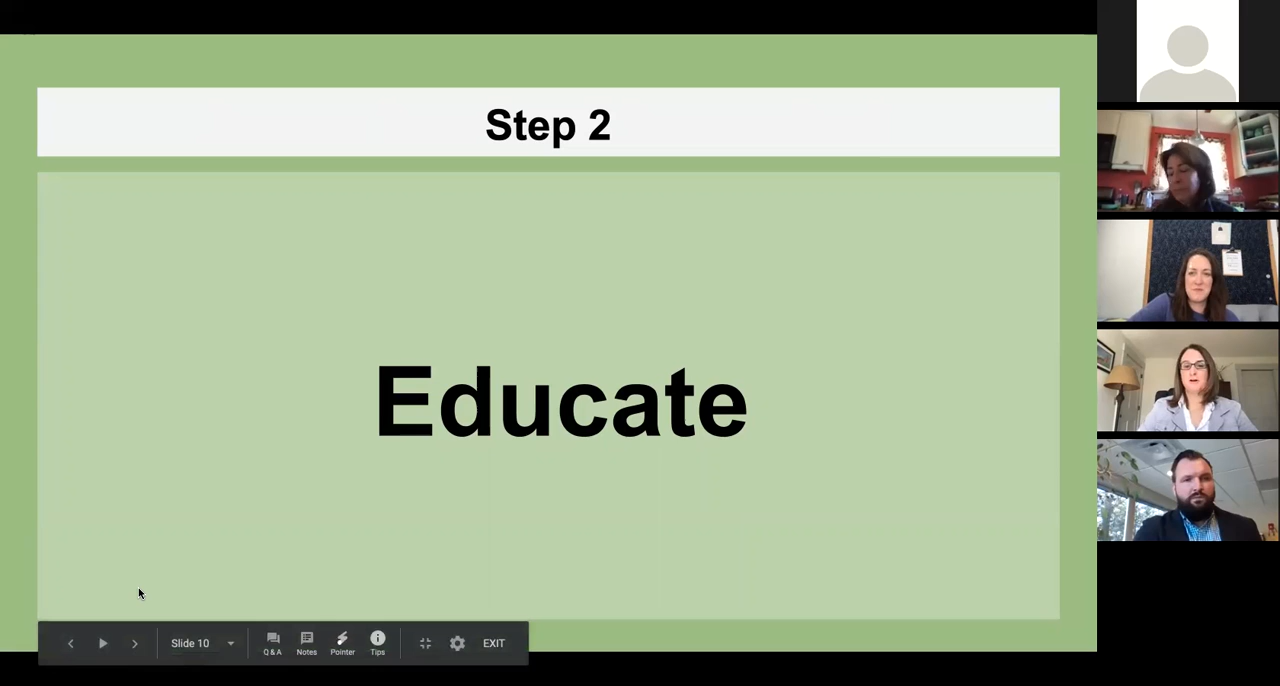 Step 2
Educate
Slide 10
Q & A
Notes
Pointer
Tips
EXIT